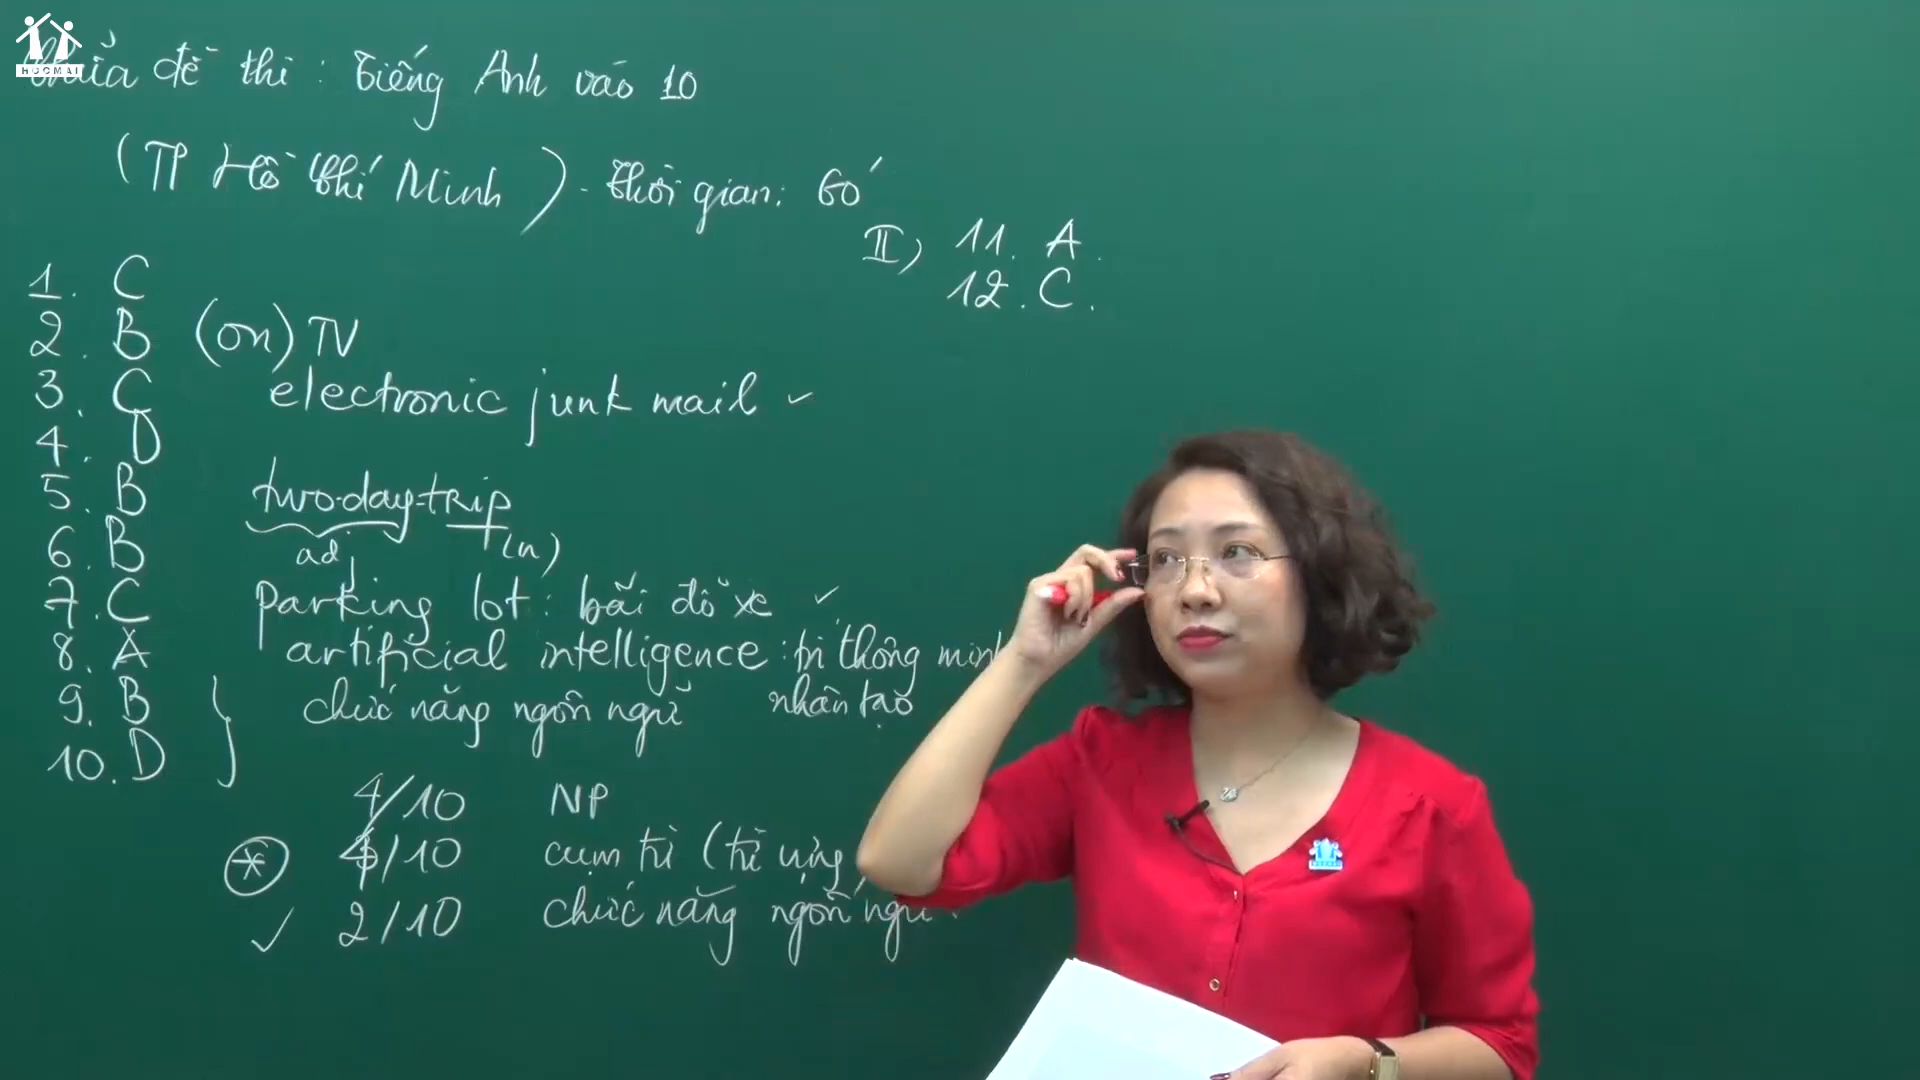 HOCMAI
Chữa đề thi : Tiếng Anh vào 10
(TP Hồ Chí Minh) - Thời gian: 60'
II) 11. A.
12. C.
1. C
2. B (on) TV
3. C electronic junk mail ✓
4. D
5. B two-day-trip
adj (n)
6. B
7. C parking lot : bãi đỗ xe ✓
8. A artificial intelligence : trí thông minh
nhân tạo
9. B } chức năng ngôn ngữ
10. D
4/10 NP
* 4/10 cụm từ (từ vựng)
✓ 2/10 chức năng ngôn ngữ.